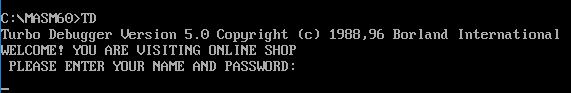 C:\MASM60>TD
Turbo Debugger Version 5.0 Copyright (c) 1988,96 Borland International
WELCOME! YOU ARE VISITING ONLINE SHOP
PLEASE ENTER YOUR NAME AND PASSWORD: